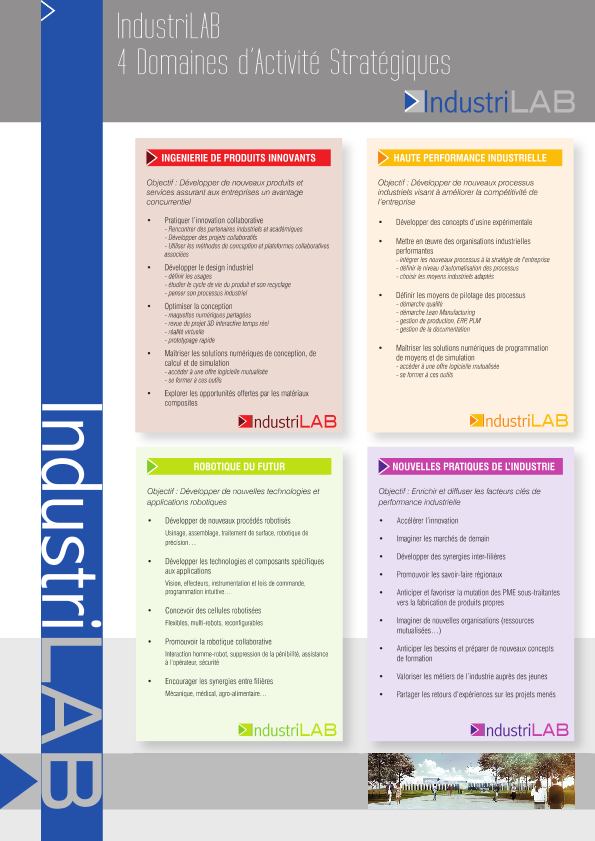 IndustriLAB
4 Domaines d'Activité Stratégiques
IndustriLAB
IndustriLAB
INGENIERIE DE PRODUITS INNOVANTS
Objectif : Développer de nouveaux produits et
services assurant aux entreprises un avantage
concurrentiel
• Pratiquer l'innovation collaborative
- Rencontrer des partenaires industriels et académiques
- Développer des projets collaboratifs
- Utiliser les méthodes de conception et plateformes collaboratives
associées
• Développer le design industriel
- définir les usages
- étudier le cycle de vie du produit et son recyclage
- penser son processus industriel
• Optimiser la conception
- maquettes numériques partagées
- revue de projet 3D interactive temps réel
- réalité virtuelle
- prototypage rapide
• Maîtriser les solutions numériques de conception, de
calcul et de simulation
- accéder à une offre logicielle mutualisée
- se former à ces outils
• Explorer les opportunités offertes par les matériaux
composites
IndustriLAB
HAUTE PERFORMANCE INDUSTRIELLE
Objectif : Développer de nouveaux processus
industriels visant à améliorer la compétitivité de
l'entreprise
• Développer des concepts d'usine expérimentale
• Mettre en œuvre des organisations industrielles
performantes
- intégrer les nouveaux processus à la stratégie de l'entreprise
- définir le niveau d'automatisation des processus
- choisir les moyens industriels adaptés
• Définir les moyens de pilotage des processus
- démarche qualité
- démarche Lean Manufacturing
- gestion de production, ERP, PLM
- gestion de la documentation
• Maîtriser les solutions numériques de programmation
de moyens et de simulation
- accéder à une offre logicielle mutualisée
- se former à ces outils
IndustriLAB
ROBOTIQUE DU FUTUR
Objectif : Développer de nouvelles technologies et
applications robotiques
• Développer de nouveaux procédés robotisés
Usinage, assemblage, traitement de surface, robotique de
précision…
• Développer les technologies et composants spécifiques
aux applications
Vision, effecteurs, instrumentation et lois de commande,
programmation intuitive…
• Concevoir des cellules robotisées
Flexibles, multi-robots, reconfigurables
• Promouvoir la robotique collaborative
Interaction homme-robot, suppression de la pénibilité, assistance
à l'opérateur, sécurité
• Encourager les synergies entre filières
Mécanique, médical, agro-alimentaire…
IndustriLAB
NOUVELLES PRATIQUES DE L'INDUSTRIE
Objectif : Enrichir et diffuser les facteurs clés de
performance industrielle
• Accélérer l'innovation
• Imaginer les marchés de demain
• Développer des synergies inter-filières
• Promouvoir les savoir-faire régionaux
• Anticiper et favoriser la mutation des PME sous-traitantes
vers la fabrication de produits propres
• Imaginer de nouvelles organisations (ressources
mutualisées…)
• Anticiper les besoins et préparer de nouveaux concepts
de formation
• Valoriser les métiers de l'industrie auprès des jeunes
• Partager les retours d'expériences sur les projets menés
IndustriLAB